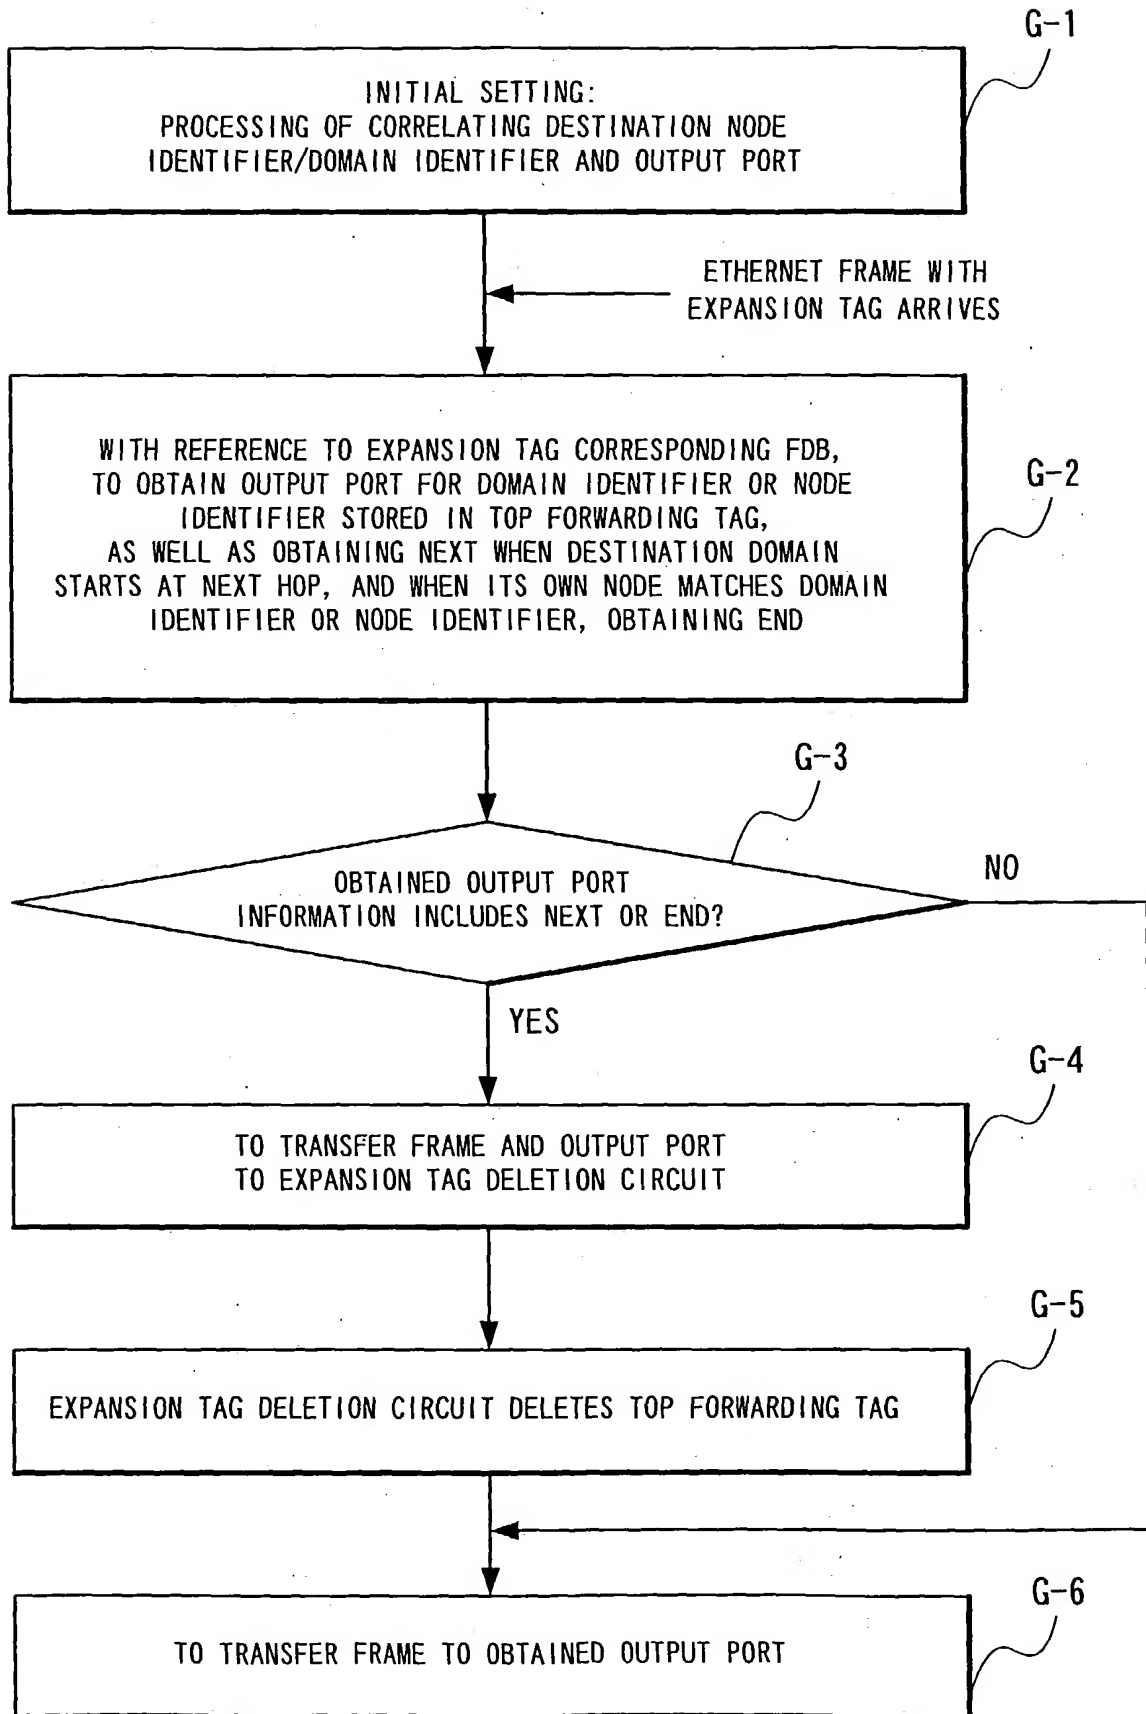 G-1
INITIAL SETTING:
PROCESSING OF CORRELATING DESTINATION NODE
IDENTIFIER/DOMAIN IDENTIFIER AND OUTPUT PORT
ETHERNET FRAME WITH
EXPANSION TAG ARRIVES
G-2
WITH REFERENCE TO EXPANSION TAG CORRESPONDING FDB,
TO OBTAIN OUTPUT PORT FOR DOMAIN IDENTIFIER OR NODE
IDENTIFIER STORED IN TOP FORWARDING TAG,
AS WELL AS OBTAINING NEXT WHEN DESTINATION DOMAIN
STARTS AT NEXT HOP, AND WHEN ITS OWN NODE MATCHES DOMAIN
IDENTIFIER OR NODE IDENTIFIER, OBTAINING END
G-3
OBTAINED OUTPUT PORT
INFORMATION INCLUDES NEXT OR END?
NO
YES
G-4
TO TRANSFER FRAME AND OUTPUT PORT
TO EXPANSION TAG DELETION CIRCUIT
G-5
EXPANSION TAG DELETION CIRCUIT DELETES TOP FORWARDING TAG
G-6
TO TRANSFER FRAME TO OBTAINED OUTPUT PORT